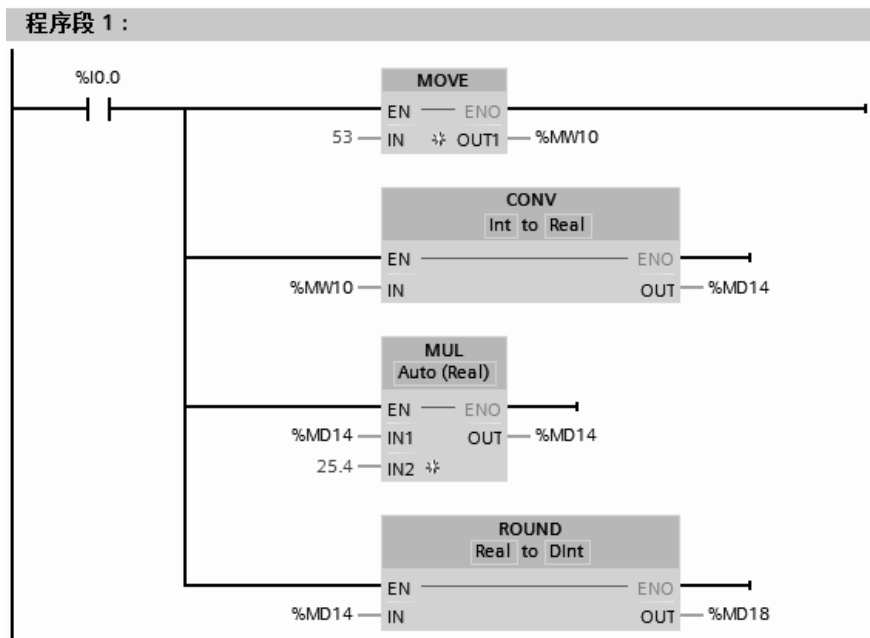 程序段 1：
%I0.0
MOVE
EN ENO
53 IN OUT1 %MW10
CONV
Int to Real
EN ENO
%MW10 IN OUT %MD14
MUL
Auto (Real)
EN ENO
%MD14 IN1 OUT %MD14
25.4 IN2
ROUND
Real to DInt
EN ENO
%MD14 IN OUT %MD18